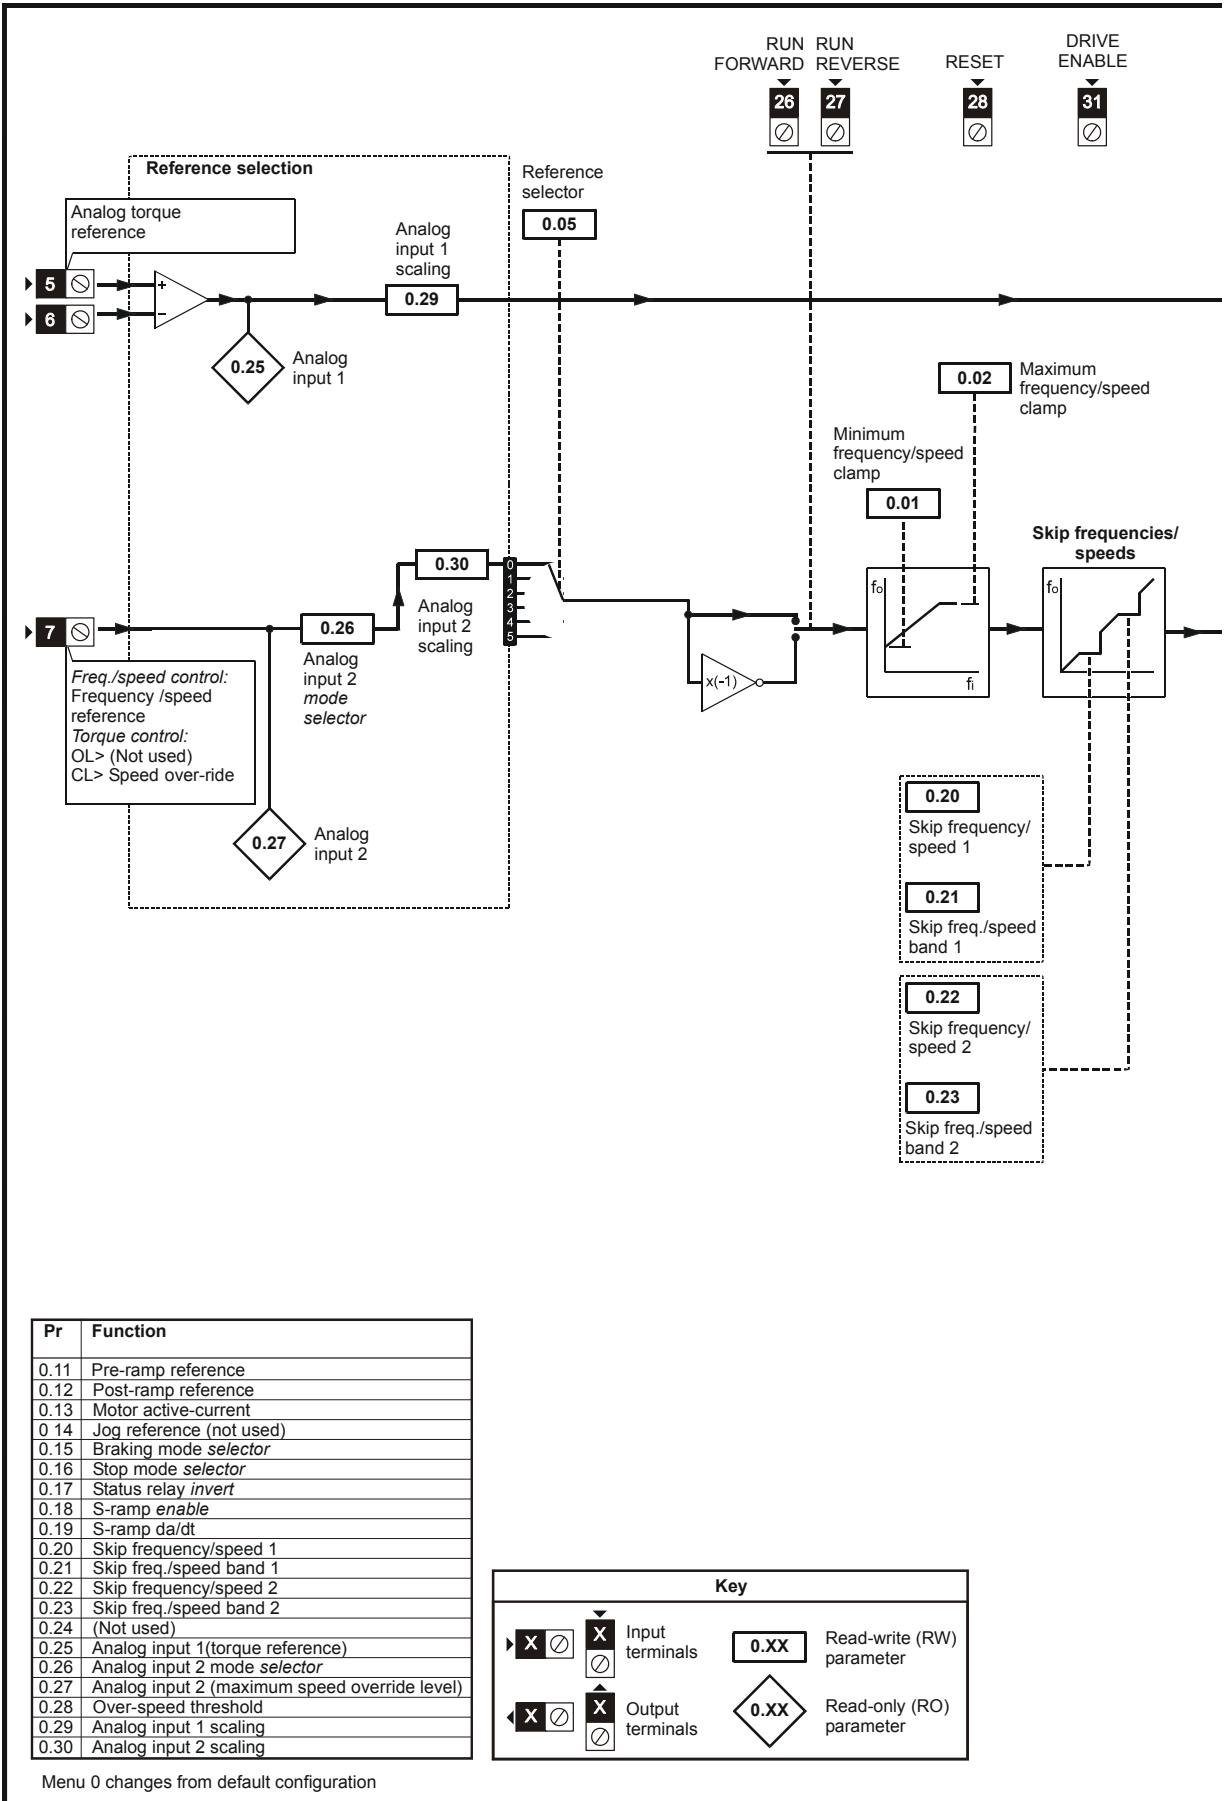 RUN FORWARD
RUN REVERSE
RESET
DRIVE ENABLE
26
27
28
31
Reference selection
Reference
selector
0.05
Analog torque
reference
Analog
input 1
scaling
5
6
+
−
0.29
0.25
Analog
input 1
0.02
Maximum
frequency/speed
clamp
Minimum
frequency/speed
clamp
0.01
Skip frequencies/
speeds
0.30
0
1
2
3
4
5
Analog
input 2
scaling
7
0.26
Analog
input 2
mode
selector
Freq./speed control:
Frequency /speed
reference
Torque control:
OL> (Not used)
CL> Speed over-ride
x(-1)
fo
fi
fo
0.27
Analog
input 2
0.20
Skip frequency/
speed 1
0.21
Skip freq./speed
band 1
0.22
Skip frequency/
speed 2
0.23
Skip freq./speed
band 2
Pr Function
0.11 Pre-ramp reference
0.12 Post-ramp reference
0.13 Motor active-current
0 14 Jog reference (not used)
0.15 Braking mode selector
0.16 Stop mode selector
0.17 Status relay invert
0.18 S-ramp enable
0.19 S-ramp da/dt
0.20 Skip frequency/speed 1
0.21 Skip freq./speed band 1
0.22 Skip frequency/speed 2
0.23 Skip freq./speed band 2
0.24 (Not used)
0.25 Analog input 1(torque reference)
0.26 Analog input 2 mode selector
0.27 Analog input 2 (maximum speed override level)
0.28 Over-speed threshold
0.29 Analog input 1 scaling
0.30 Analog input 2 scaling
Key
X
X
Input
terminals
0.XX
Read-write (RW)
parameter
X
X
Output
terminals
0.XX
Read-only (RO)
parameter
Menu 0 changes from default configuration